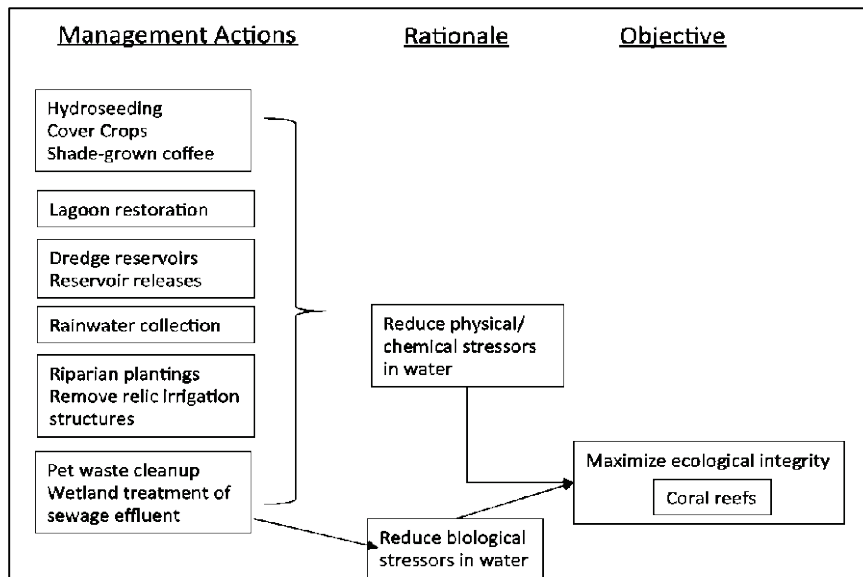 Management Actions
Rationale
Objective
Hydroseeding
Cover Crops
Shade-grown coffee
Lagoon restoration
Dredge reservoirs
Reservoir releases
Rainwater collection
Riparian plantings
Remove relic irrigation
structures
Pet waste cleanup
Wetland treatment of
sewage effluent
Reduce physical/
chemical stressors
in water
Reduce biological
stressors in water
Maximize ecological integrity
Coral reefs